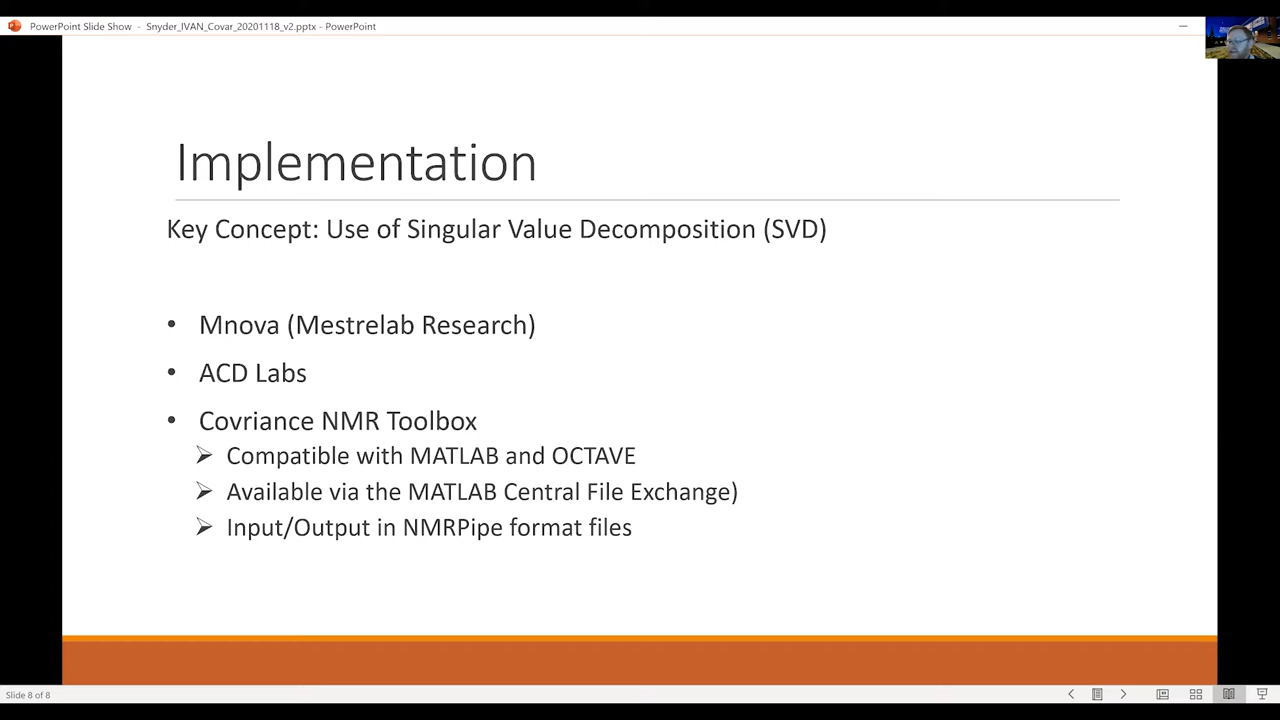 PowerPoint Slide Show - Snyder_IVAN_Covar_20201118_v2.pptx - PowerPoint
Implementation
Key Concept: Use of Singular Value Decomposition (SVD)
• Mnova (Mestrelab Research)
• ACD Labs
• Covriance NMR Toolbox
➢ Compatible with MATLAB and OCTAVE
➢ Available via the MATLAB Central File Exchange)
➢ Input/Output in NMRPipe format files
Slide 8 of 8